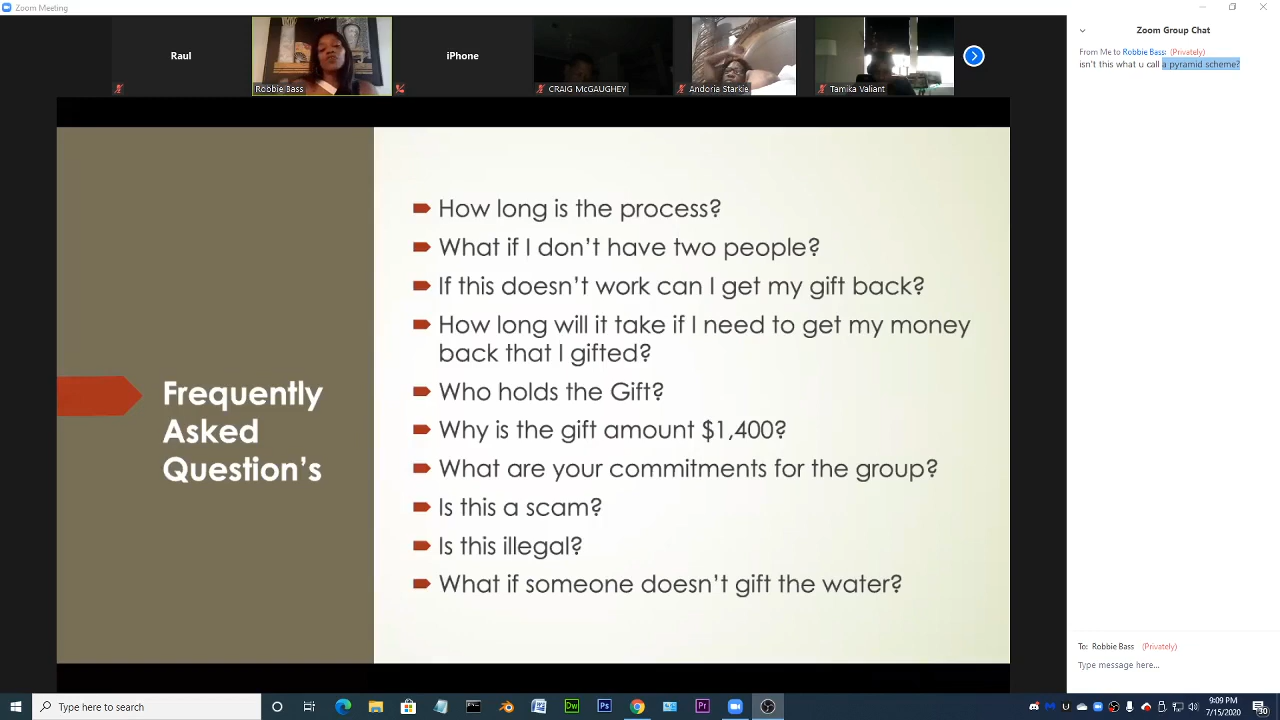 Zoom Meeting
Raul
iPhone
Robbie Bass
CRAIG McGAUGHEY
Andoria Starkie
Tamika Valiant
Frequently
Asked
Question's
How long is the process?
What if I don't have two people?
If this doesn't work can I get my gift back?
How long will it take if I need to get my money
back that I gifted?
Who holds the Gift?
Why is the gift amount $1,400?
What are your commitments for the group?
Is this a scam?
Is this illegal?
What if someone doesn't gift the water?
Zoom Group Chat
From Me to Robbie Bass: (Privately)
isn't this what u call a pyramid scheme?
To: Robbie Bass (Privately)
Type message here...
Type here to search
Dw
Ps
Pr
9:09 PM
7/15/2020